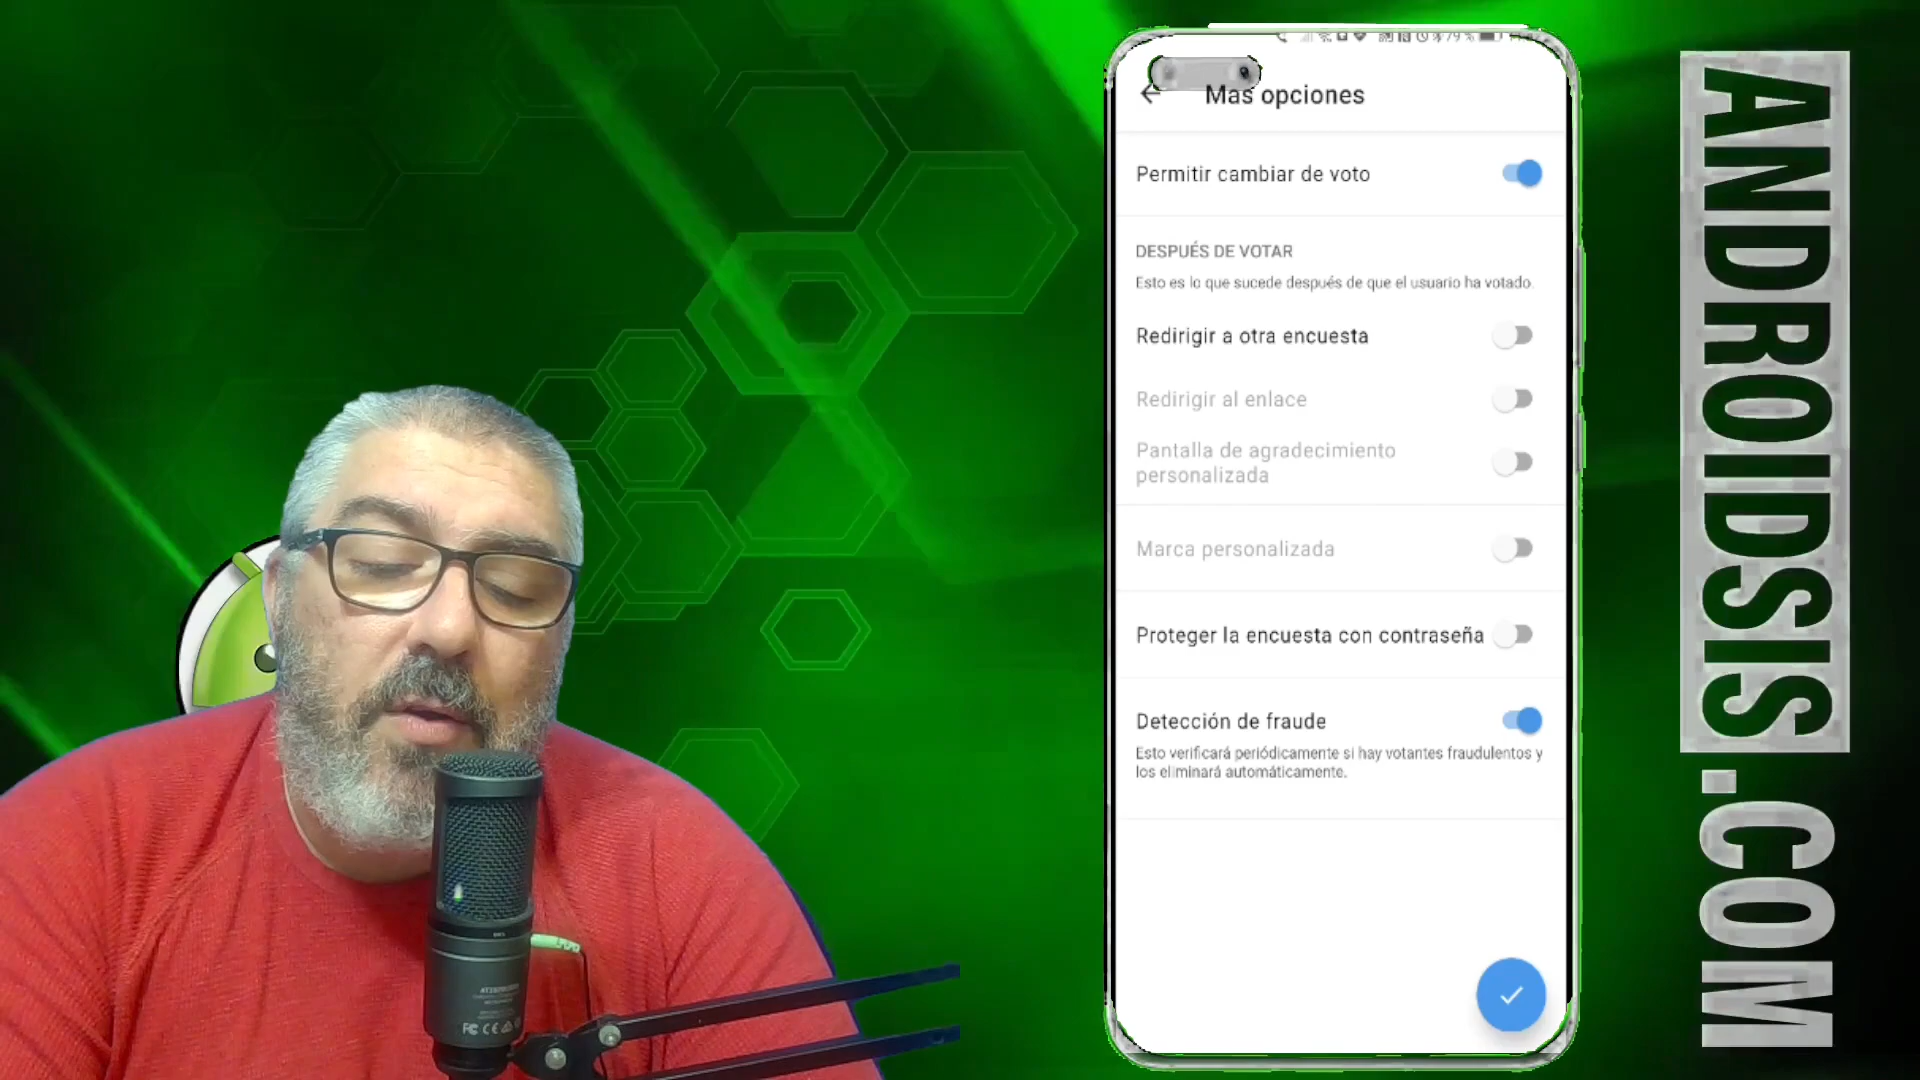 79 %
Mas opciones
Permitir cambiar de voto
DESPUÉS DE VOTAR
Esto es lo que sucede después de que el usuario ha votado.
Redirigir a otra encuesta
Redirigir al enlace
Pantalla de agradecimiento
personalizada
Marca personalizada
Proteger la encuesta con contraseña
Detección de fraude
Esto verificará periódicamente si hay votantes fraudulentos y
los eliminará automáticamente.
ANDROIDSIS.COM